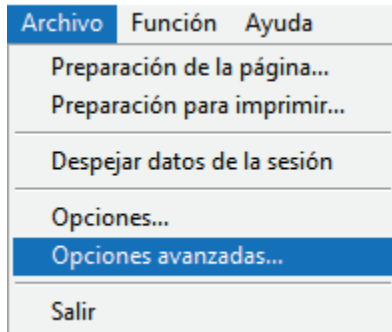 Archivo Función Ayuda
Preparación de la página...
Preparación para imprimir...
Despejar datos de la sesión
Opciones...
Opciones avanzadas...
Salir